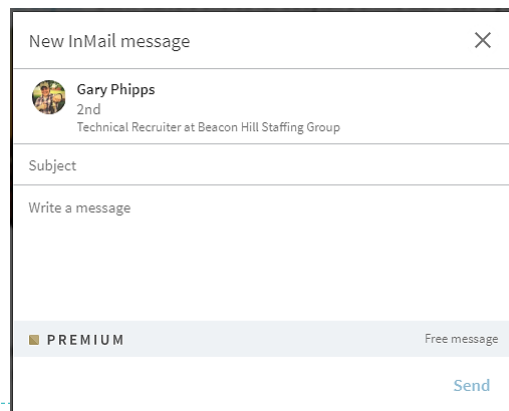 New InMail message
Gary Phipps
2nd
Technical Recruiter at Beacon Hill Staffing Group
Subject
Write a message
PREMIUM
Free message
Send